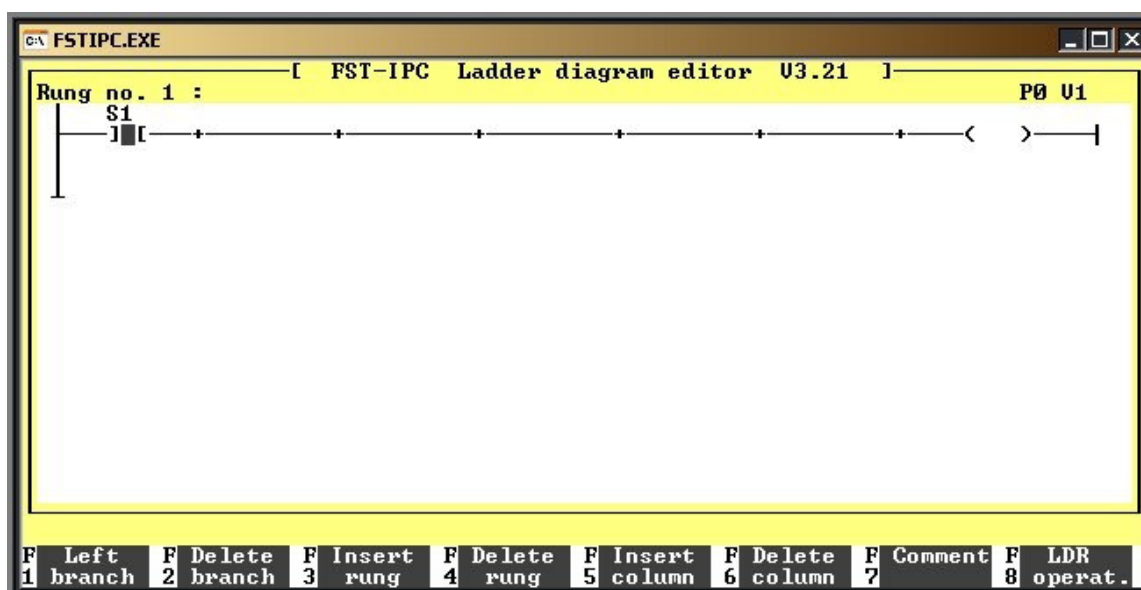 C:\ FSTIPC.EXE
[ FST-IPC Ladder diagram editor V3.21 ]
Rung no. 1 : P0 V1
S1
F1 Left branch F2 Delete branch F3 Insert rung F4 Delete rung F5 Insert column F6 Delete column F7 Comment F8 LDR operat.